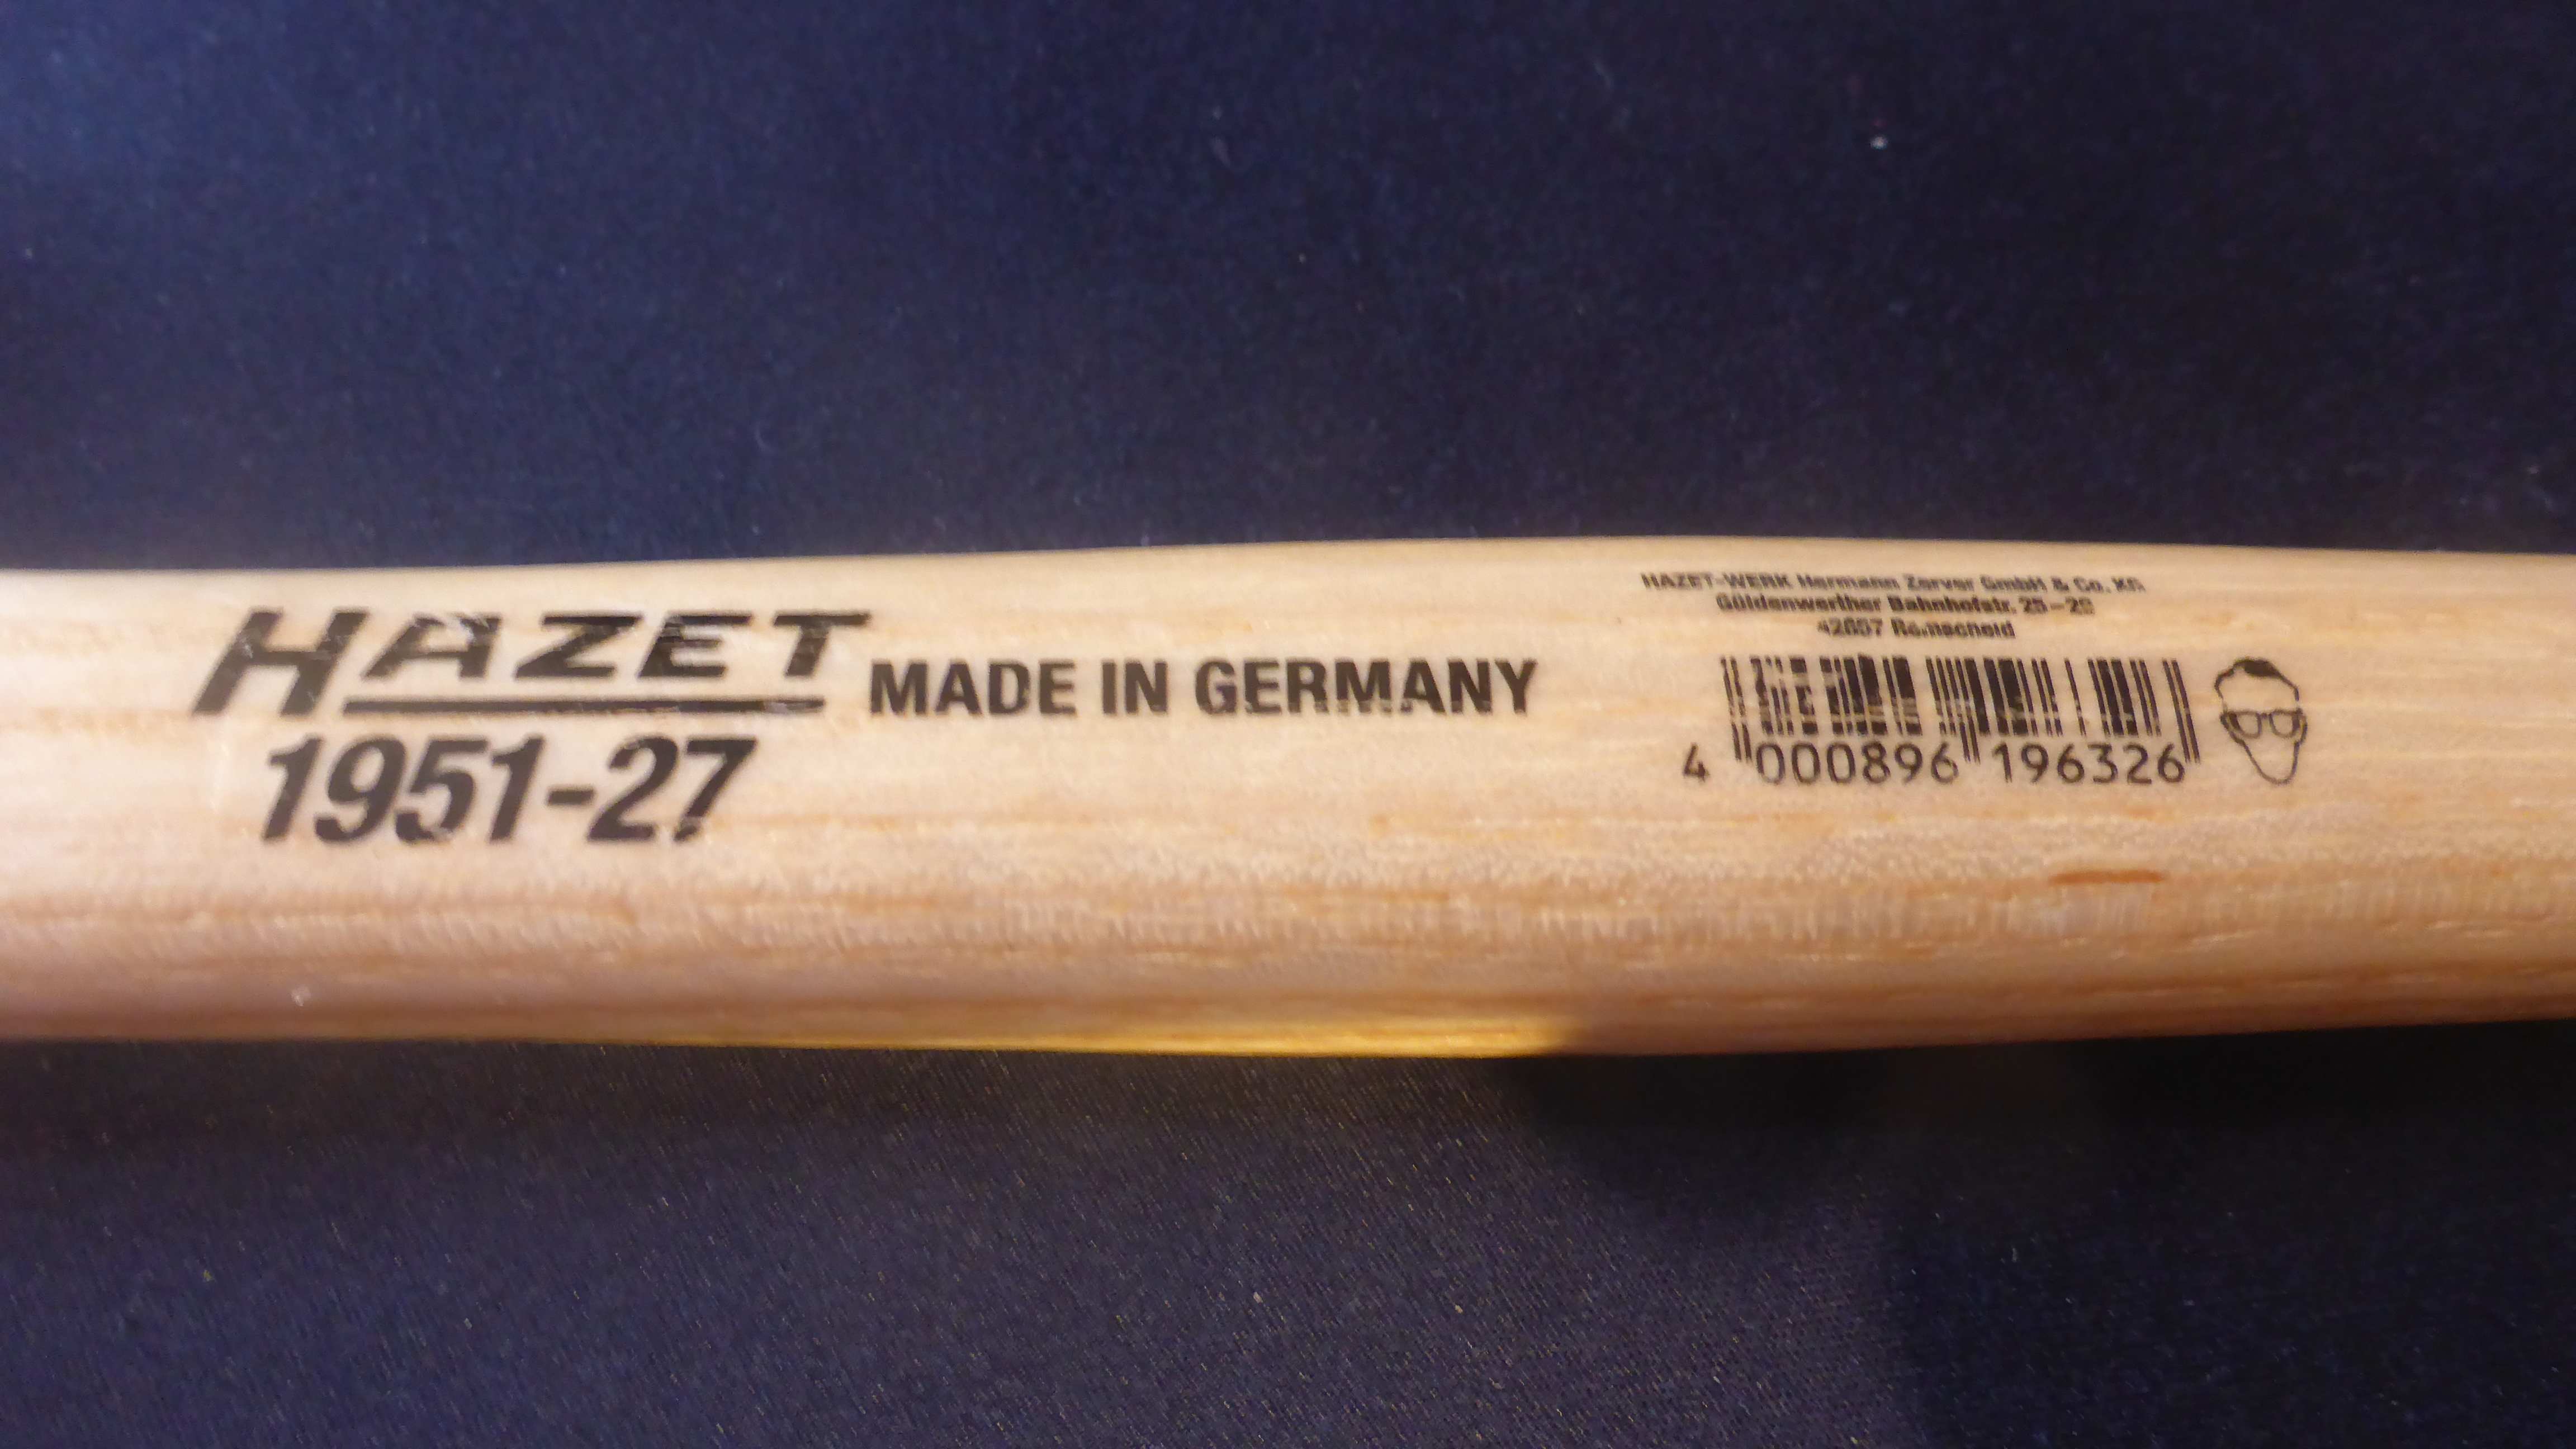 HAZET MADE IN GERMANY
1951-27
HAZET-WERK Hermann Zerver GmbH & Co. KG
Güldenwerther Bahnhofstr. 25-29
42857 Remscheid
4 000896 196326